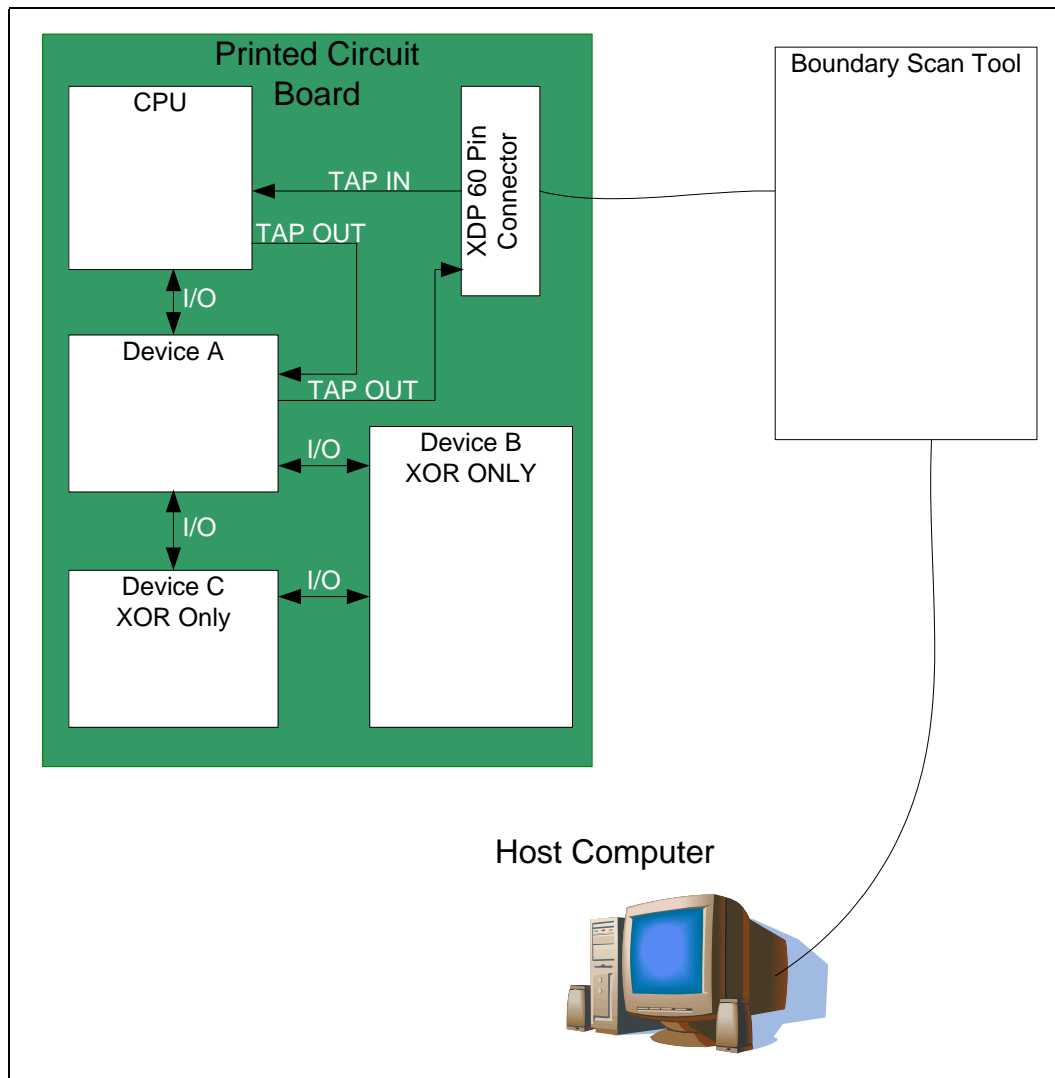 Printed Circuit
Board
Boundary Scan Tool
CPU
XDP 60 Pin
Connector
TAP IN
TAP OUT
I/O
Device A
TAP OUT
I/O
Device B
XOR ONLY
I/O
Device C
XOR Only
I/O
Host Computer